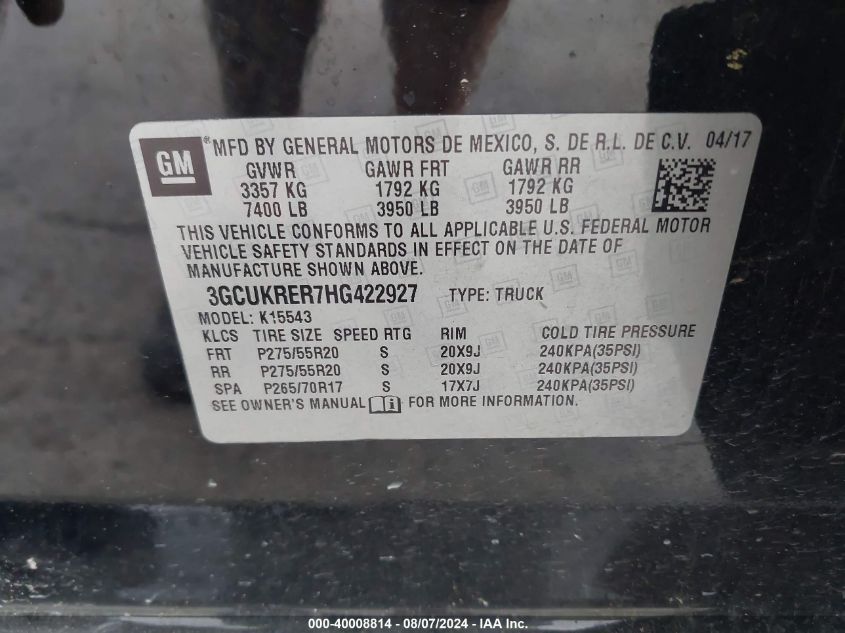 GM ® MFD BY GENERAL MOTORS DE MEXICO, S. DE R.L. DE C.V. 04/17
GVWR GAWR FRT GAWR RR
3357 KG 1792 KG 1792 KG
7400 LB 3950 LB 3950 LB
THIS VEHICLE CONFORMS TO ALL APPLICABLE U.S. FEDERAL MOTOR
VEHICLE SAFETY STANDARDS IN EFFECT ON THE DATE OF
MANUFACTURE SHOWN ABOVE.
3GCUKRER7HG422927 TYPE: TRUCK
MODEL: K15543
KLCS TIRE SIZE SPEED RTG RIM COLD TIRE PRESSURE
FRT P275/55R20 S 20X9J 240KPA(35PSI)
RR P275/55R20 S 20X9J 240KPA(35PSI)
SPA P265/70R17 S 17X7J 240KPA(35PSI)
SEE OWNER'S MANUAL FOR MORE INFORMATION.
000-40008814 - 08/07/2024 - IAA Inc.